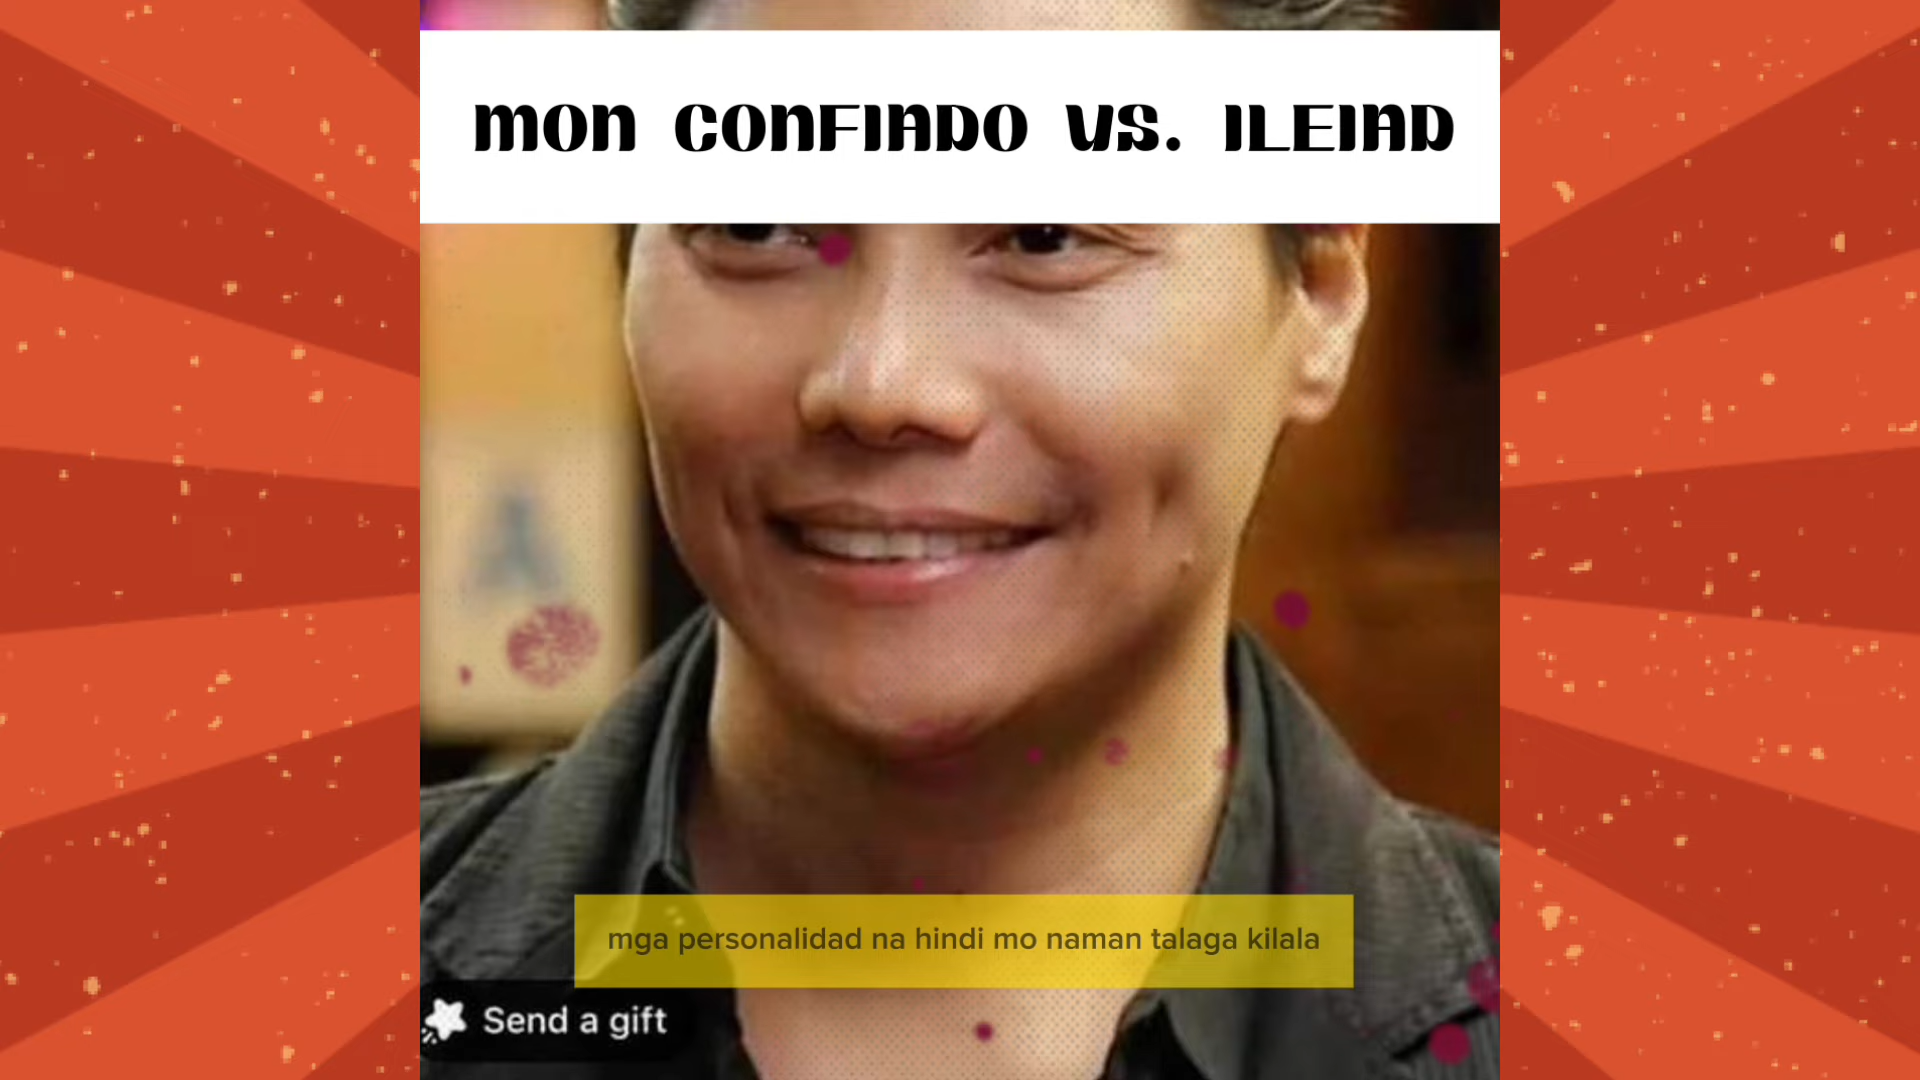 MON CONFIADO VS. ILEIAD
mga personalidad na hindi mo naman talaga kilala
Send a gift